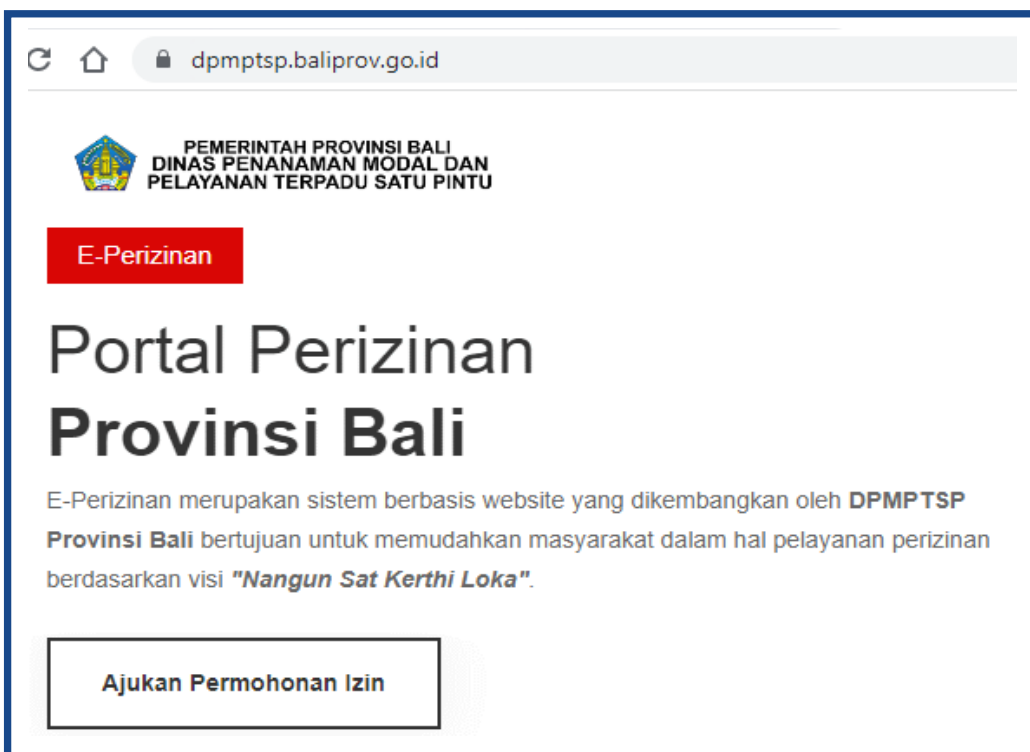 dpmptsp.baliprov.go.id
PEMERINTAH PROVINSI BALI
DINAS PENANAMAN MODAL DAN
PELAYANAN TERPADU SATU PINTU
E-Perizinan
Portal Perizinan
Provinsi Bali
E-Perizinan merupakan sistem berbasis website yang dikembangkan oleh DPMPTSP
Provinsi Bali bertujuan untuk memudahkan masyarakat dalam hal pelayanan perizinan
berdasarkan visi "Nangun Sat Kerthi Loka".
Ajukan Permohonan Izin